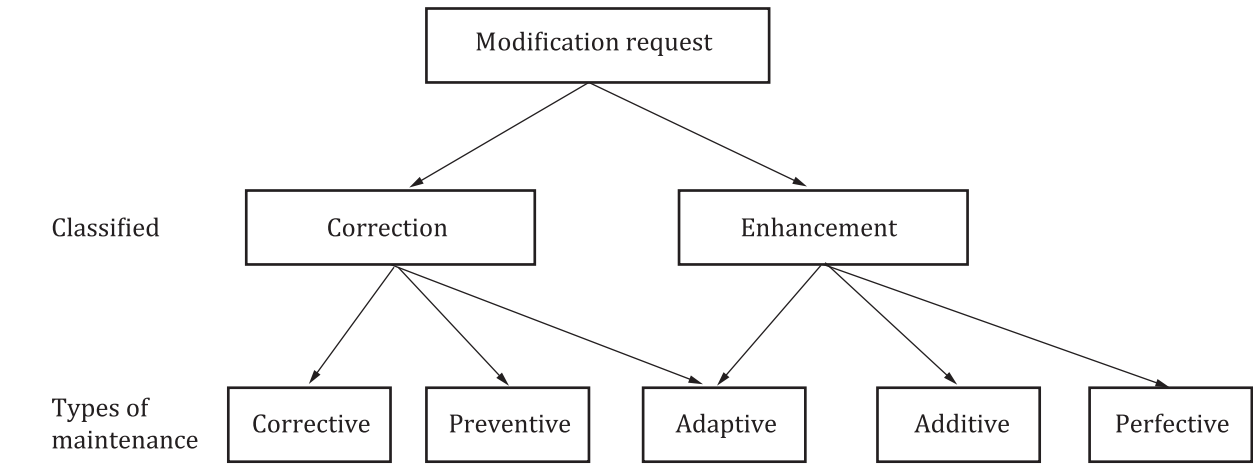 Modification request
Classified
Correction
Enhancement
Types of
maintenance
Corrective
Preventive
Adaptive
Additive
Perfective